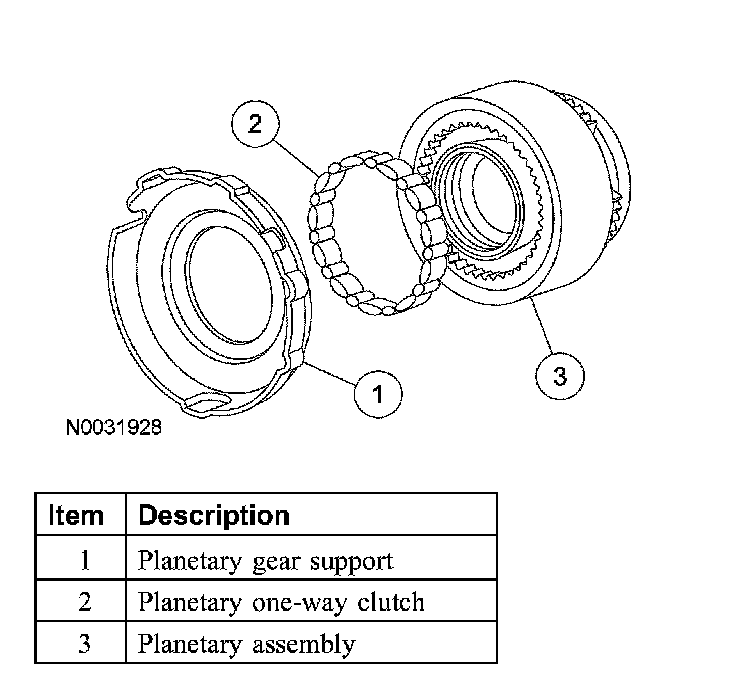 2
1
3
N0031928
Item Description
1 Planetary gear support
2 Planetary one-way clutch
3 Planetary assembly